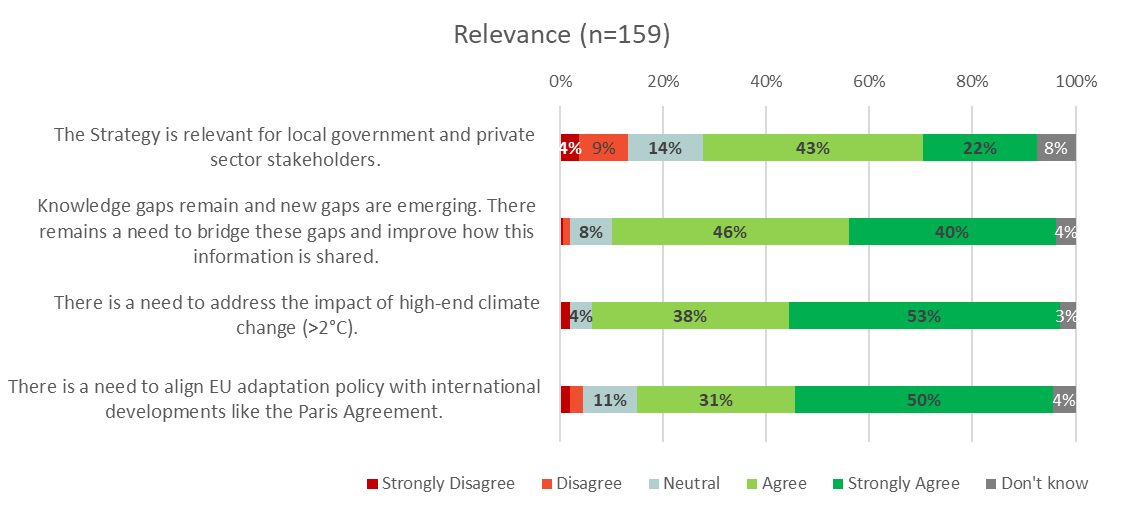 Relevance (n=159)
0% 20% 40% 60% 80% 100%
The Strategy is relevant for local government and private
sector stakeholders.
4% 9% 14% 43% 22% 8%
Knowledge gaps remain and new gaps are emerging. There
remains a need to bridge these gaps and improve how this
information is shared.
8% 46% 40% 4%
There is a need to address the impact of high-end climate
change (>2°C).
4% 38% 53% 3%
There is a need to align EU adaptation policy with international
developments like the Paris Agreement.
11% 31% 50% 4%
Strongly Disagree Disagree Neutral Agree Strongly Agree Don't know